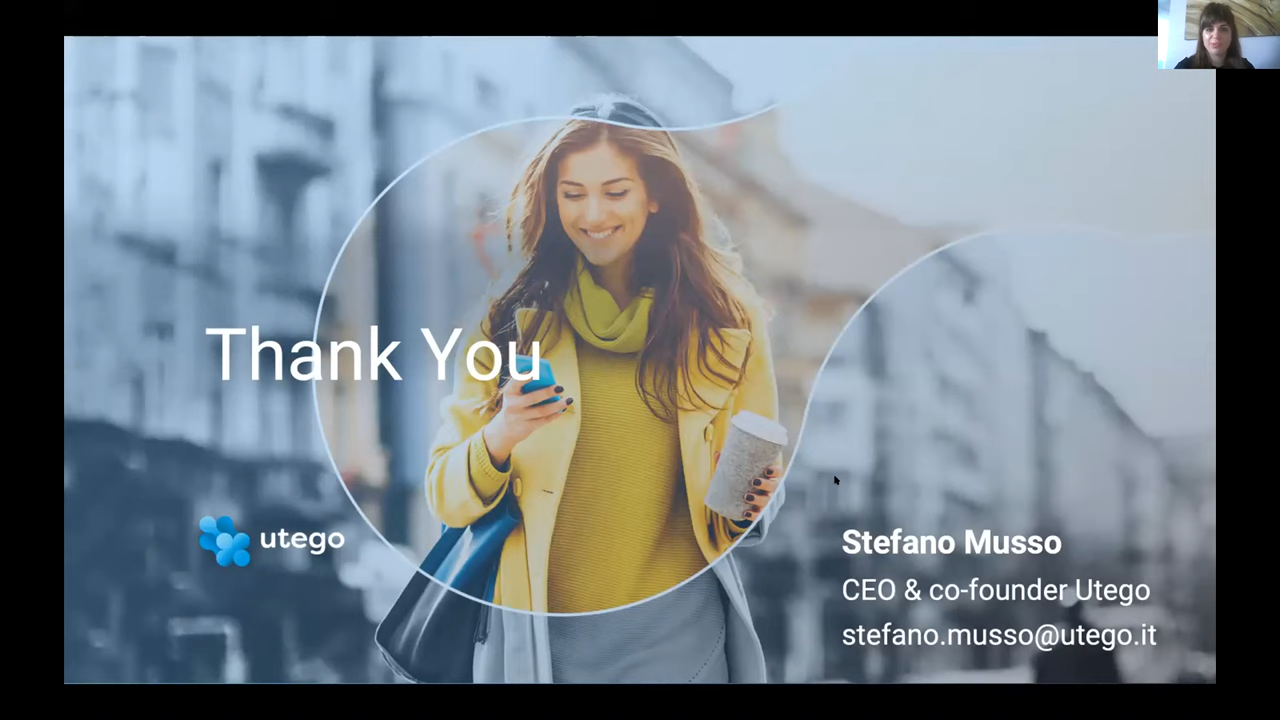 Thank You
utego
Stefano Musso
CEO & co-founder Utego
stefano.musso@utego.it